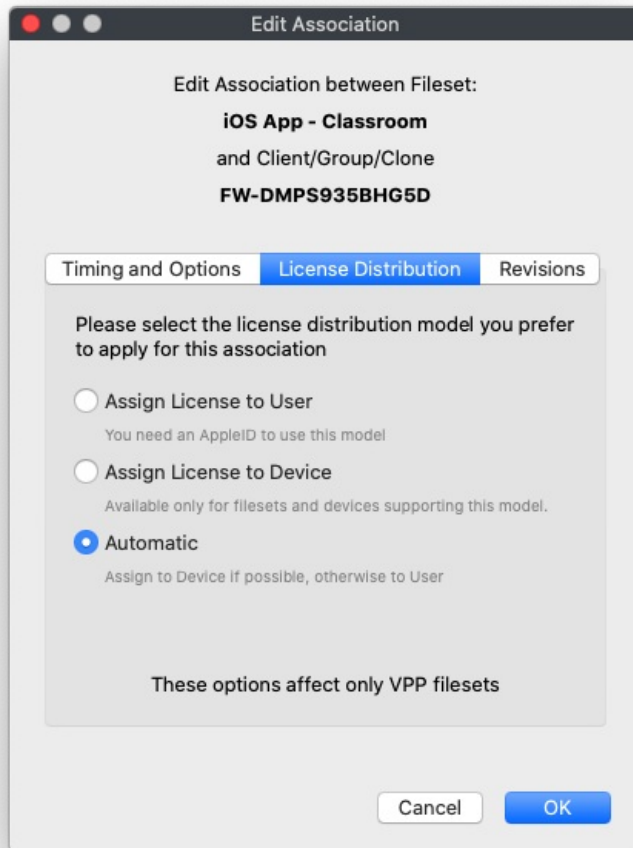 Edit Association
Edit Association between Fileset:
iOS App - Classroom
and Client/Group/Clone
FW-DMPS935BHG5D
Timing and Options
License Distribution
Revisions
Please select the license distribution model you prefer
to apply for this association
Assign License to User
You need an AppleID to use this model
Assign License to Device
Available only for filesets and devices supporting this model.
Automatic
Assign to Device if possible, otherwise to User
These options affect only VPP filesets
Cancel
OK